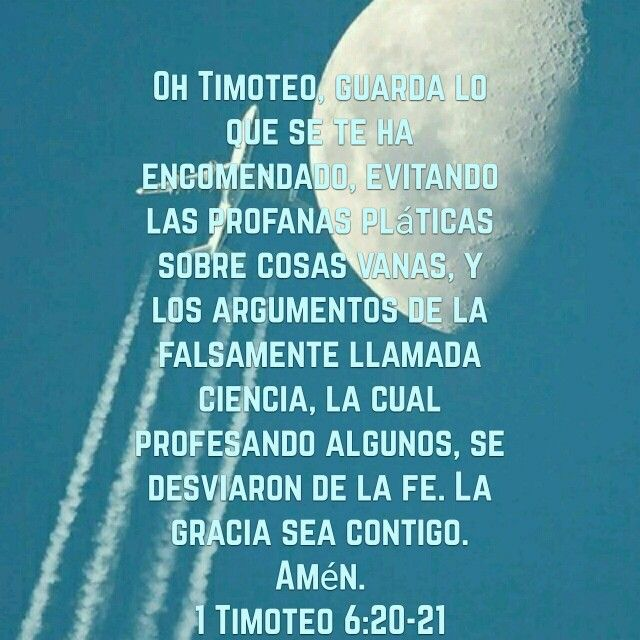 Oh Timoteo, guarda lo
que se te ha
encomendado, evitando
las profanas pláticas
sobre cosas vanas, y
los argumentos de la
falsamente llamada
ciencia, la cual
profesando algunos, se
desviaron de la fe. La
gracia sea contigo.
Amén.
1 Timoteo 6:20-21